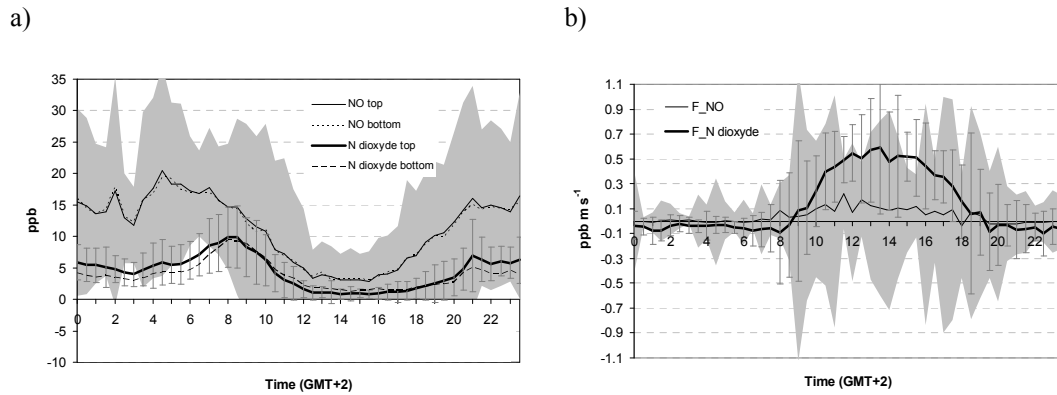 a)
ppb
35
30
25
20
15
10
5
0
-5
-10
0 2 4 6 8 10 12 14 16 18 20 22
NO top
NO bottom
N dioxyde top
N dioxyde bottom
Time (GMT+2)
b)
ppb m s⁻¹
1.1
0.9
0.7
0.5
0.3
0.1
-0.1
-0.3
-0.5
-0.7
-0.9
-1.1
0 2 4 6 8 10 12 14 16 18 20 22
F_NO
F_N dioxyde
Time (GMT+2)